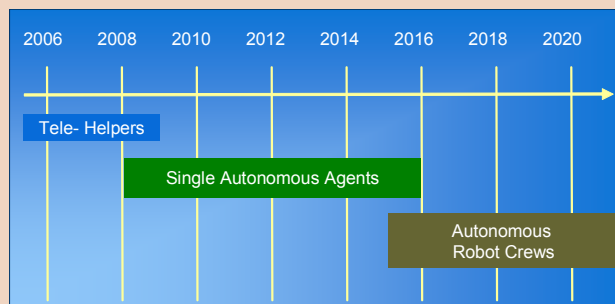 2006 2008 2010 2012 2014 2016 2018 2020
Tele- Helpers
Single Autonomous Agents
Autonomous
Robot Crews